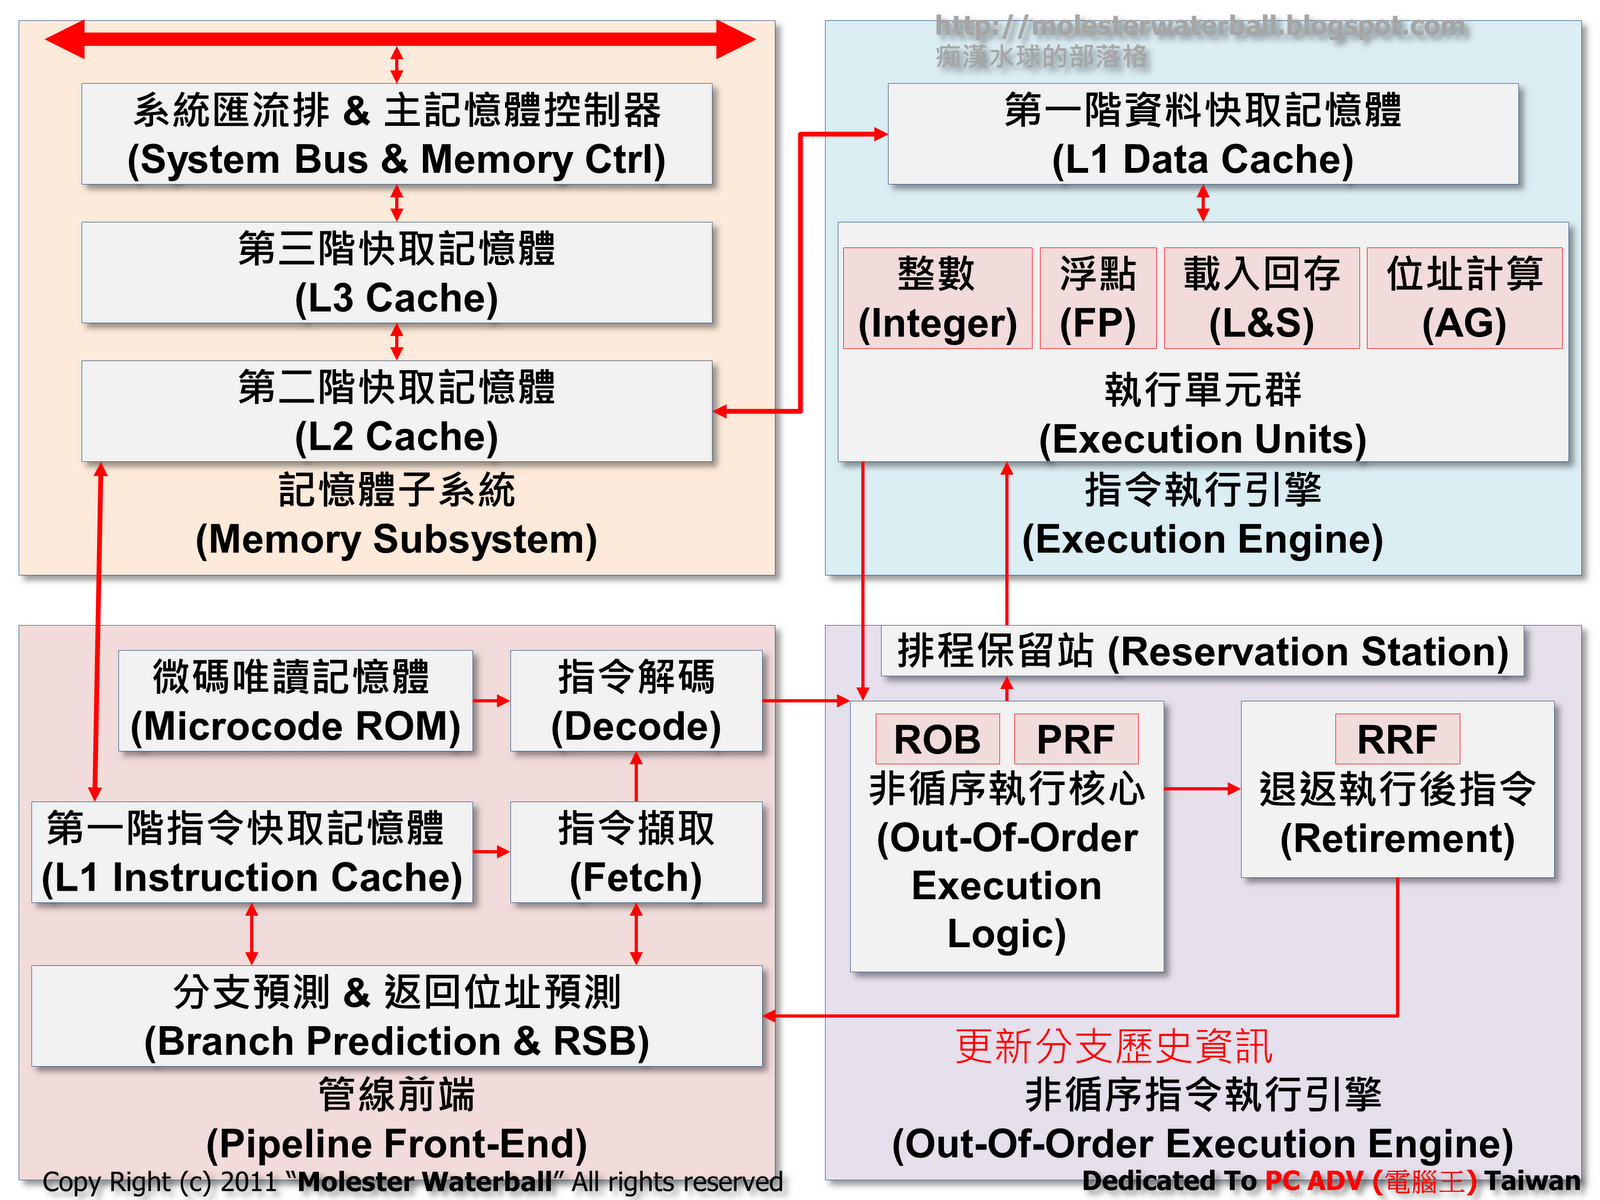 http://molesterwaterball.blogspot.com
痴漢水球的部落格
系統匯流排 & 主記憶體控制器
(System Bus & Memory Ctrl)
第三階快取記憶體
(L3 Cache)
第二階快取記憶體
(L2 Cache)
記憶體子系統
(Memory Subsystem)
第一階資料快取記憶體
(L1 Data Cache)
整數
(Integer)
浮點
(FP)
載入回存
(L&S)
位址計算
(AG)
執行單元群
(Execution Units)
指令執行引擎
(Execution Engine)
微碼唯讀記憶體
(Microcode ROM)
指令解碼
(Decode)
第一階指令快取記憶體
(L1 Instruction Cache)
指令擷取
(Fetch)
分支預測 & 返回位址預測
(Branch Prediction & RSB)
管線前端
(Pipeline Front-End)
排程保留站 (Reservation Station)
ROB
PRF
非循序執行核心
(Out-Of-Order
Execution
Logic)
RRF
退返執行後指令
(Retirement)
更新分支歷史資訊
非循序指令執行引擎
(Out-Of-Order Execution Engine)
Copy Right (c) 2011 “Molester Waterball” All rights reserved
Dedicated To PC ADV (電腦王) Taiwan